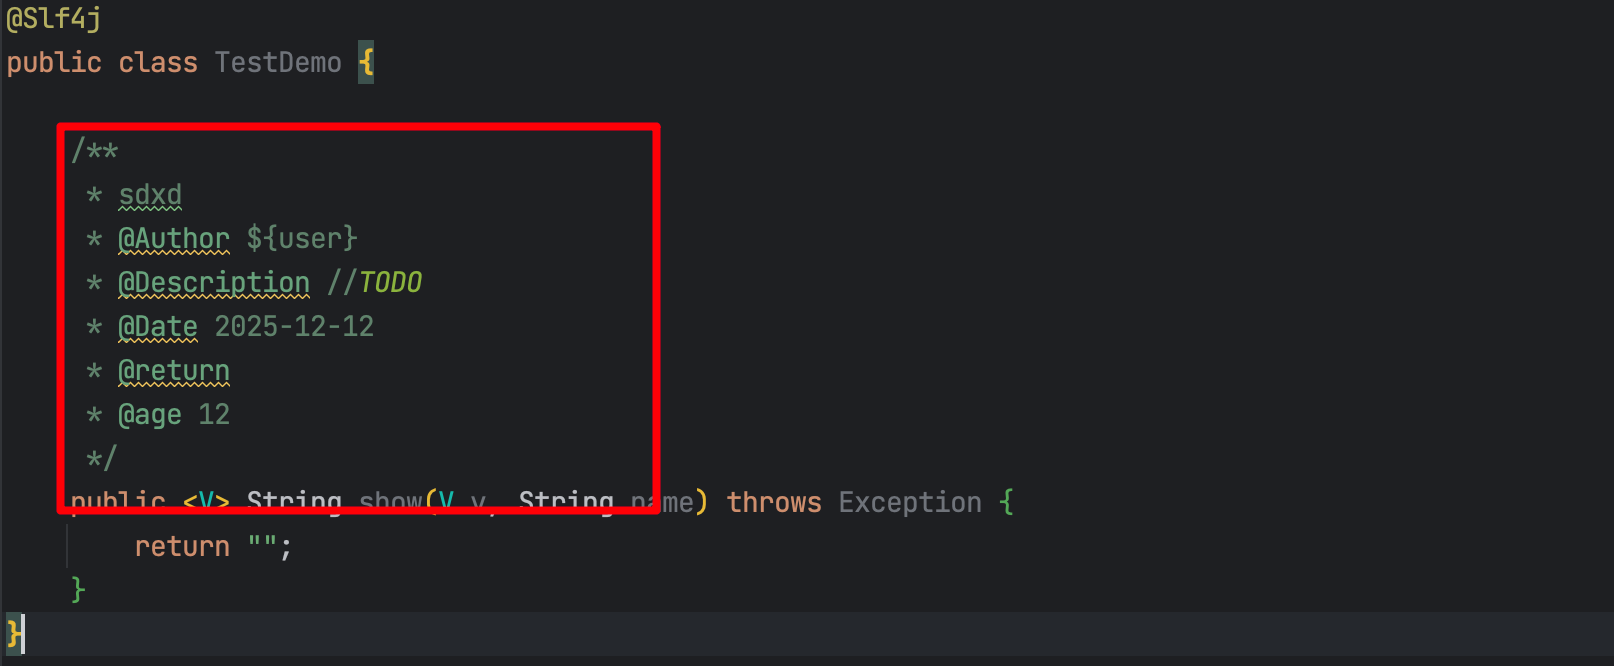 @Slf4j
public class TestDemo {
/**
* sdxd
* @Author ${user}
* @Description //TODO
* @Date 2025-12-12
* @return
* @age 12
*/
public <V> String show(V v, String name) throws Exception {
return "";
}
}